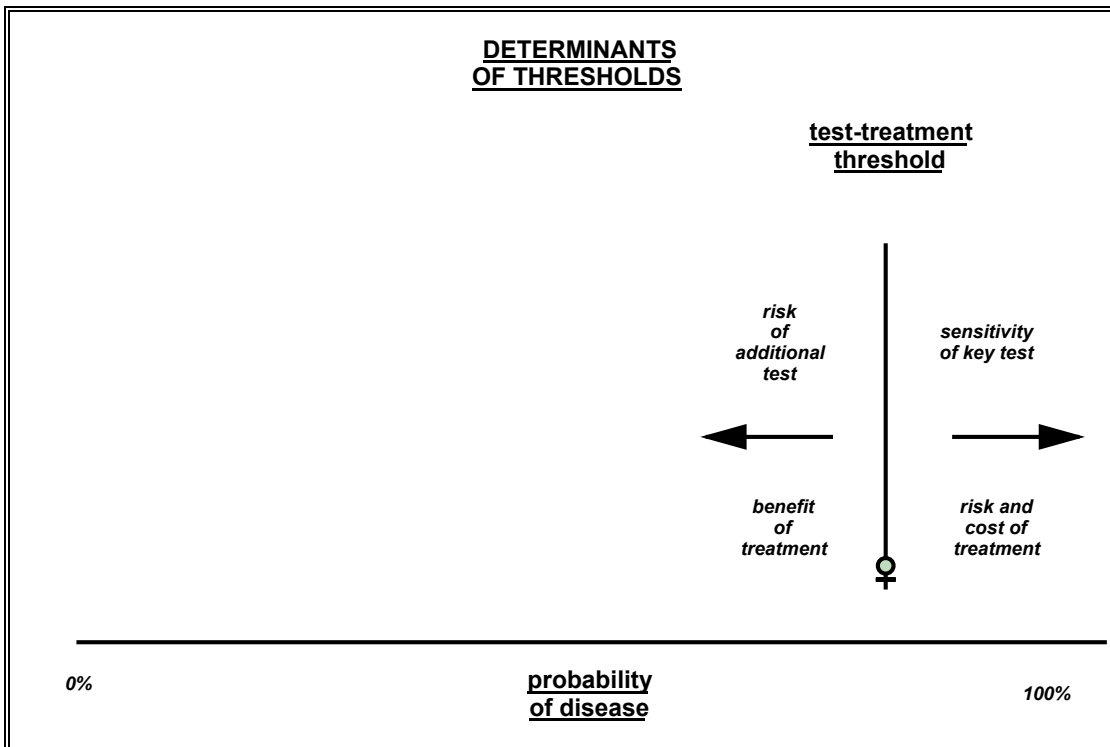 DETERMINANTS
OF THRESHOLDS
test-treatment
threshold
risk
of
additional
test
sensitivity
of key test
benefit
of
treatment
risk and
cost of
treatment
0%
probability
of disease
100%